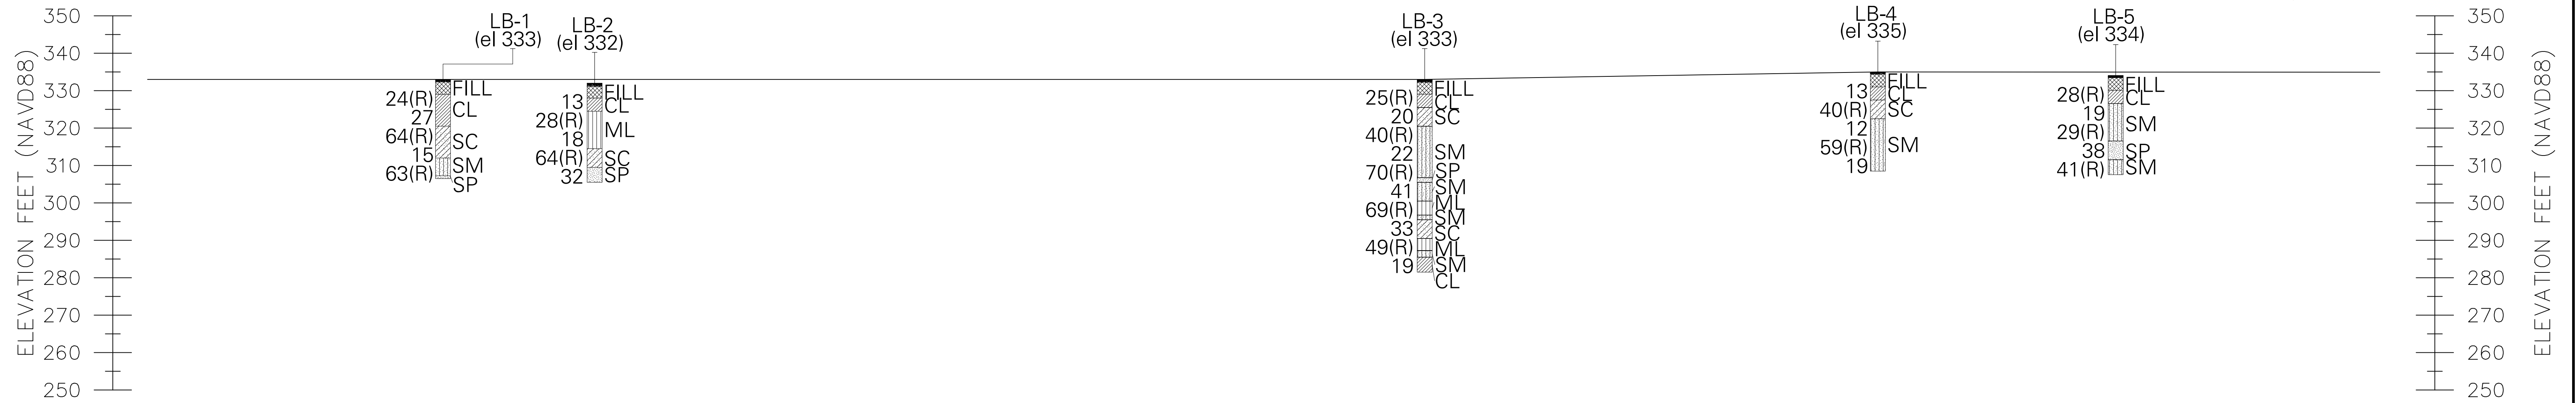 ELEVATION FEET (NAVD88)
350
340
330
320
310
300
290
280
270
260
250
LB-1
(el 333)
FILL
24(R)
CL
27
64(R)
SC
15
SM
63(R)
SP
LB-2
(el 332)
FILL
13
CL
28(R)
ML
18
64(R)
SC
32
SP
LB-3
(el 333)
FILL
25(R)
CL
20
SC
40(R)
22
SM
70(R)
SP
41
SM
ML
69(R)
SM
33
SC
49(R)
ML
19
SM
CL
LB-4
(el 335)
FILL
13
CL
40(R)
SC
12
59(R)
SM
19
LB-5
(el 334)
FILL
28(R)
CL
19
SM
29(R)
38
SP
41(R)
SM
350
340
330
320
310
300
290
280
270
260
250
ELEVATION FEET (NAVD88)